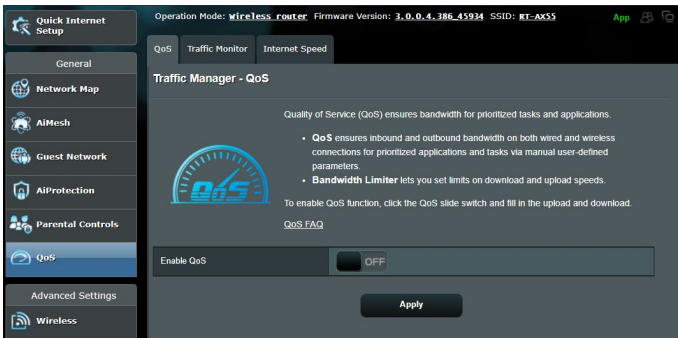 Quick Internet
Setup
Operation Mode: Wireless router Firmware Version: 3.0.0.4.386_45934 SSID: RT-AX55
App
QoS Traffic Monitor Internet Speed
General
Traffic Manager - QoS
Network Map
AiMesh
Guest Network
AiProtection
Parental Controls
QoS
Advanced Settings
Wireless
Quality of Service (QoS) ensures bandwidth for prioritized tasks and applications.
• QoS ensures inbound and outbound bandwidth on both wired and wireless
connections for prioritized applications and tasks via manual user-defined
parameters.
• Bandwidth Limiter lets you set limits on download and upload speeds.
To enable QoS function, click the QoS slide switch and fill in the upload and download.
QoS FAQ
QoS
Enable QoS OFF
Apply